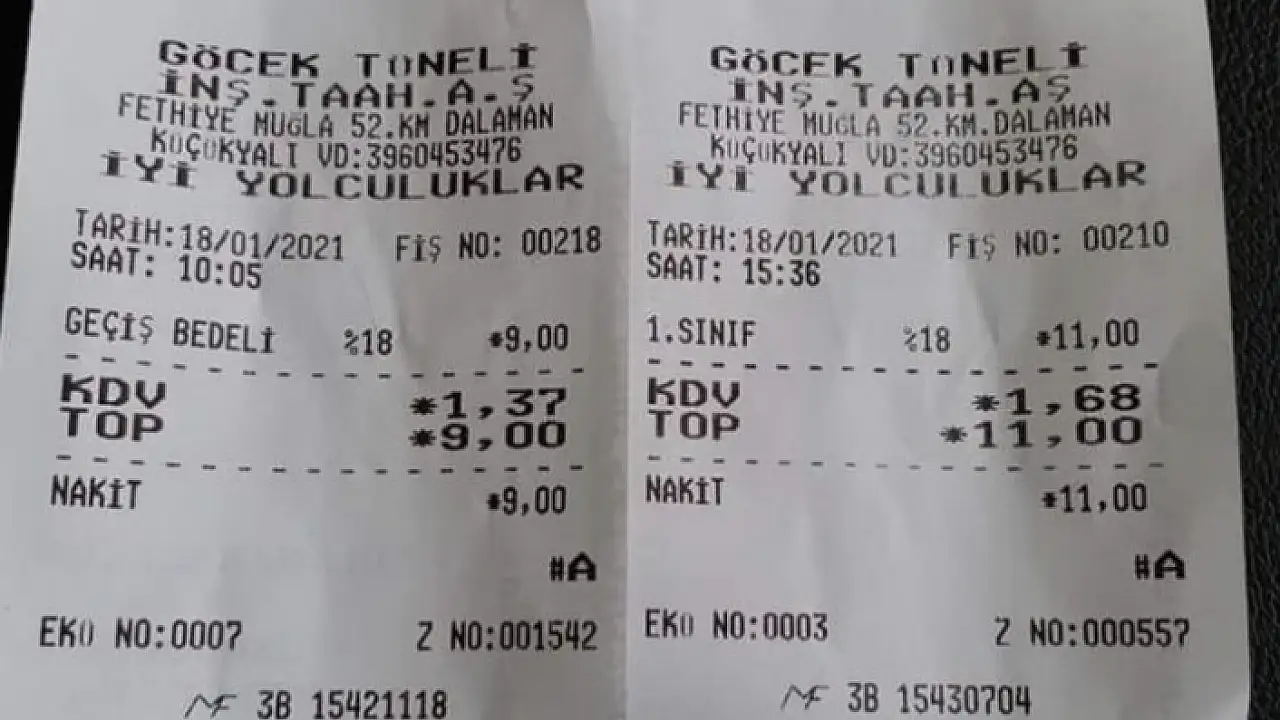 GÖCEK TÜNELİ
İNŞ.TAAH.A.Ş
FETHİYE MUĞLA 52.KM DALAMAN
KÜÇÜKYALI VD:3960453476
İYİ YOLCULUKLAR
TARİH:18/01/2021 FİŞ NO: 00218
SAAT: 10:05
GEÇİŞ BEDELİ %18 *9,00
KDV *1,37
TOP *9,00
NAKİT *9,00
#A
EKÜ NO:0007 Z NO:001542
MF 3B 15421118
GÖCEK TÜNELİ
İNŞ.TAAH.AŞ
FETHİYE MUĞLA 52.KM.DALAMAN
KÜÇÜKYALI VD:3960453476
İYİ YOLCULUKLAR
TARİH:18/01/2021 FİŞ NO: 00210
SAAT: 15:36
1.SINIF %18 *11,00
KDV *1,68
TOP *11,00
NAKİT *11,00
#A
EKÜ NO:0003 Z NO:000557
MF 3B 15430704